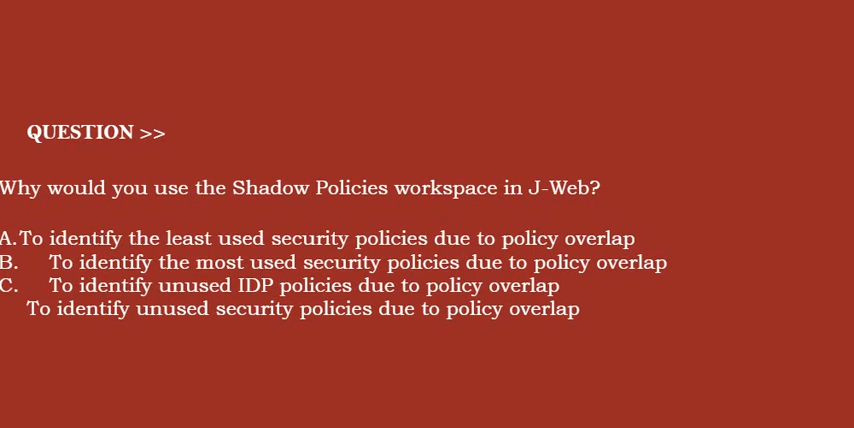 QUESTION >>
Why would you use the Shadow Policies workspace in J-Web?
A.To identify the least used security policies due to policy overlap
B. To identify the most used security policies due to policy overlap
C. To identify unused IDP policies due to policy overlap
To identify unused security policies due to policy overlap